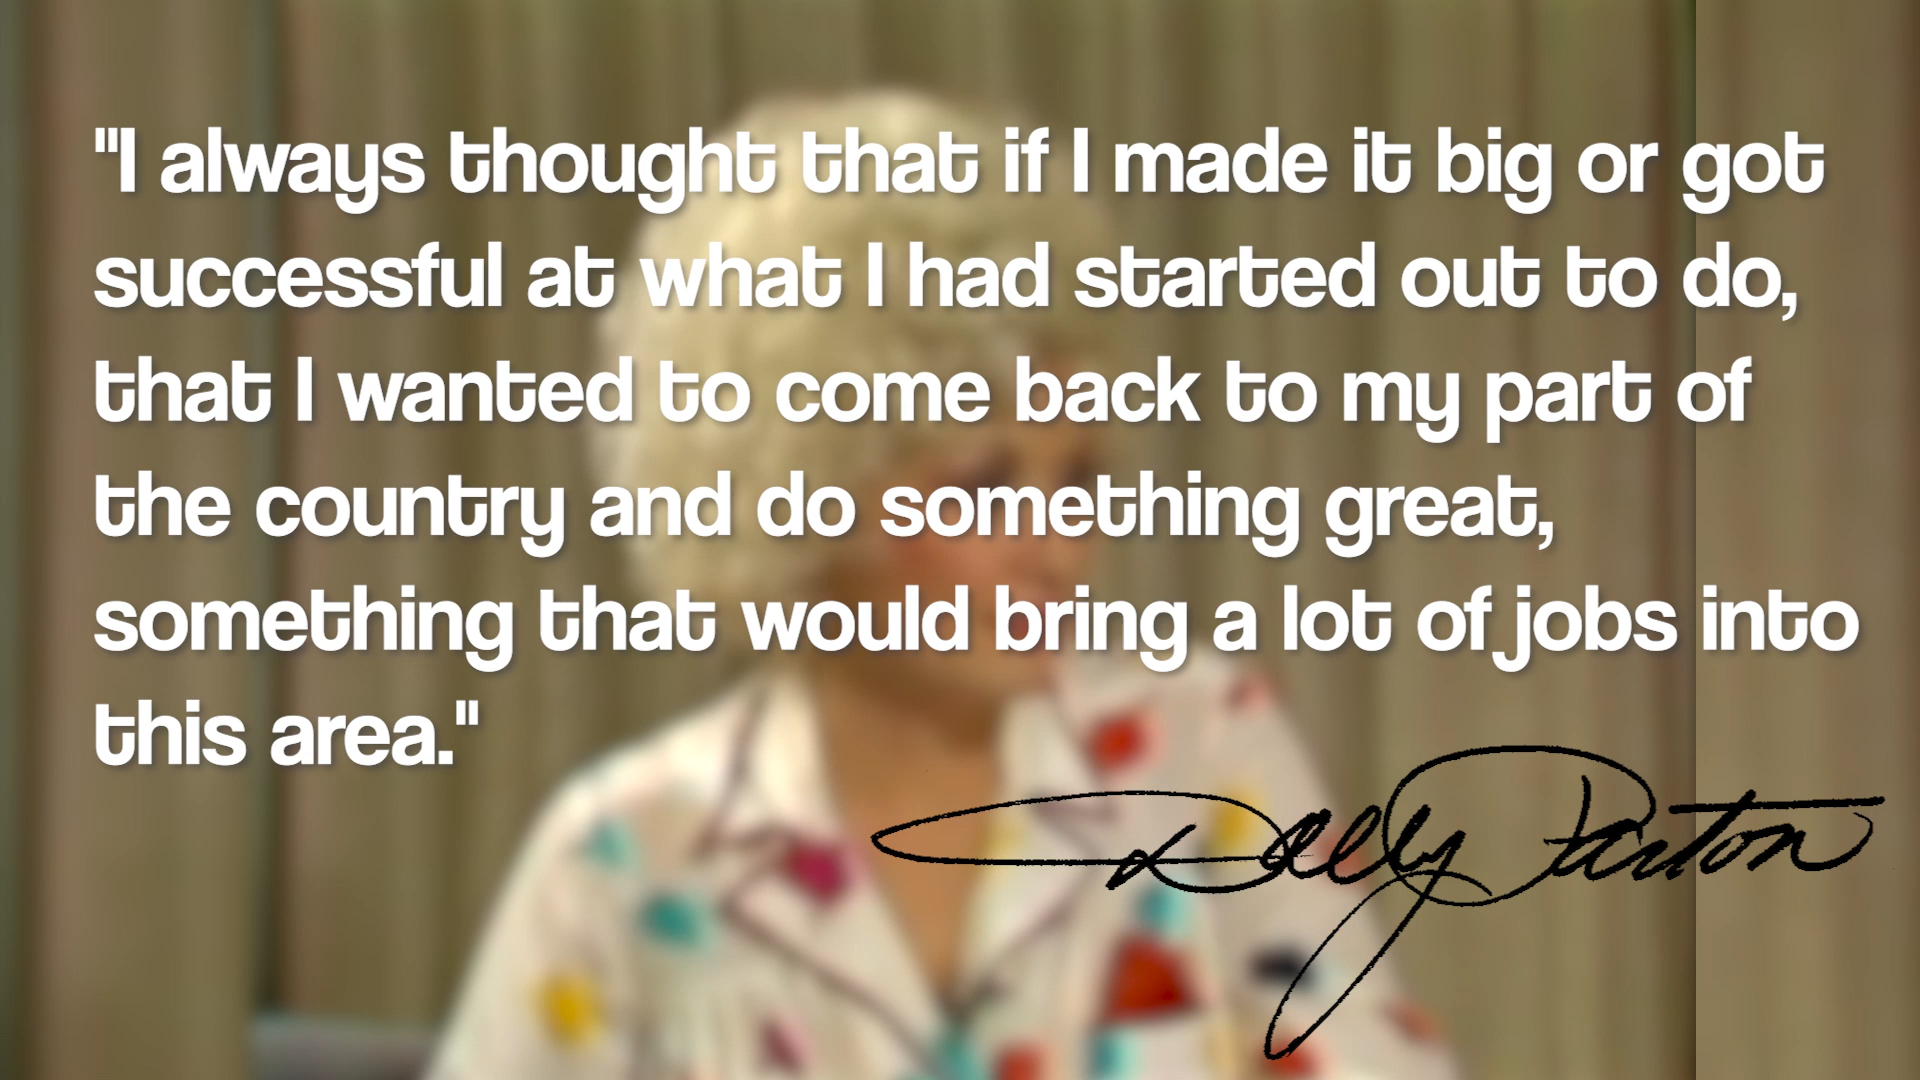 "I always thought that if I made it big or got
successful at what I had started out to do,
that I wanted to come back to my part of
the country and do something great,
something that would bring a lot of jobs into
this area."
Dolly Parton